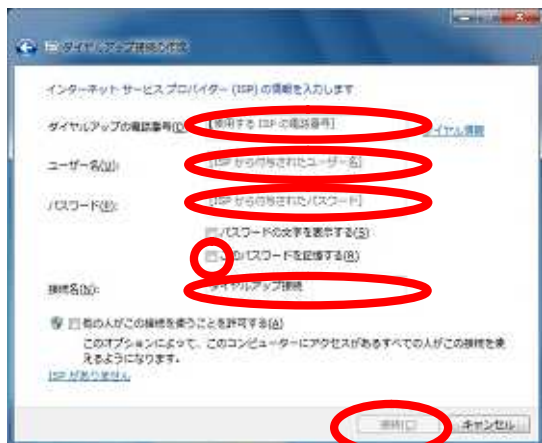 ダイヤルアップ接続の作成
インターネット サービス プロバイダー (ISP) の情報を入力します
ダイヤルアップの電話番号(D):
[使用する ISP の電話番号]
ダイヤル情報
ユーザー名(U):
[ISP から付与されたユーザー名]
パスワード(P):
[ISP から付与されたパスワード]
パスワードの文字を表示する(S)
このパスワードを記憶する(R)
接続名(N):
ダイヤルアップ接続
他の人がこの接続を使うことを許可する(A)
このオプションによって、このコンピューターにアクセスがあるすべての人がこの接続を使
えるようになります。
ISP がありません
接続(C)
キャンセル